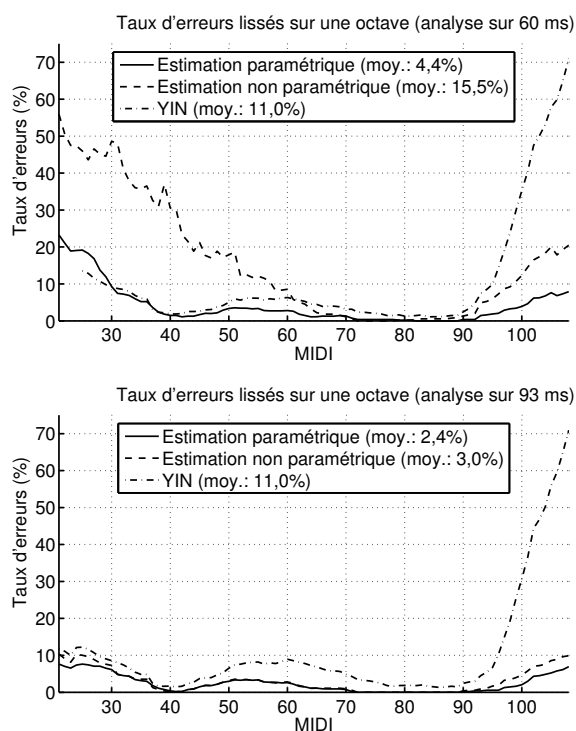 Taux d'erreurs lissés sur une octave (analyse sur 60 ms)
Taux d'erreurs (%)
70
60
50
40
30
20
10
0
Estimation paramétrique (moy.: 4,4%)
Estimation non paramétrique (moy.: 15,5%)
YIN (moy.: 11,0%)
30 40 50 60 70 80 90 100
MIDI
Taux d'erreurs lissés sur une octave (analyse sur 93 ms)
Taux d'erreurs (%)
70
60
50
40
30
20
10
0
Estimation paramétrique (moy.: 2,4%)
Estimation non paramétrique (moy.: 3,0%)
YIN (moy.: 11,0%)
30 40 50 60 70 80 90 100
MIDI